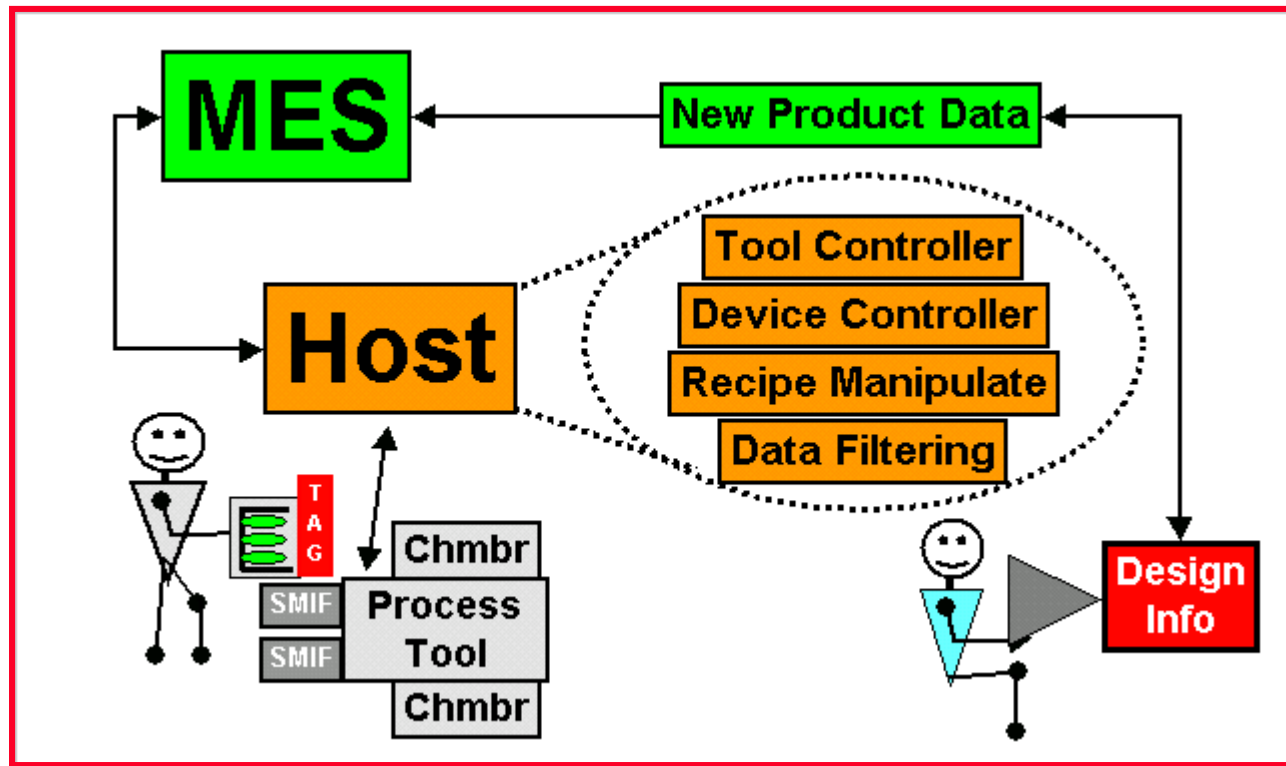 MES
New Product Data
Tool Controller
Device Controller
Host
Recipe Manipulate
Data Filtering
T
A
G
Chmbr
SMIF
Process
Tool
SMIF
Chmbr
Design
Info